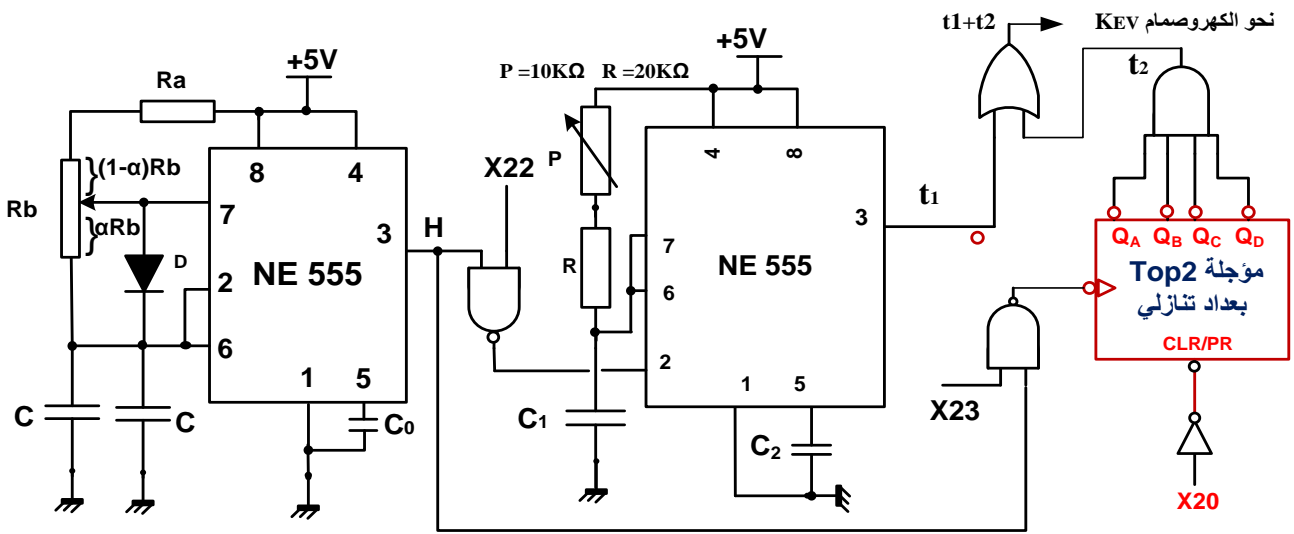 t1+t2
نحو الكهروصمام KEV
+5V
+5V
P =10KΩ R =20KΩ
t2
Ra
8
4
4
8
(1-α)Rb
Rb
αRb
P
X22
7
3
H
3
t1
QA QB QC QD
D
NE 555
7
R
NE 555
مؤجلة Top2
بعداد تنازلي
2
6
6
2
CLR/PR
1
5
1
5
X23
C
C
C0
C1
C2
X20